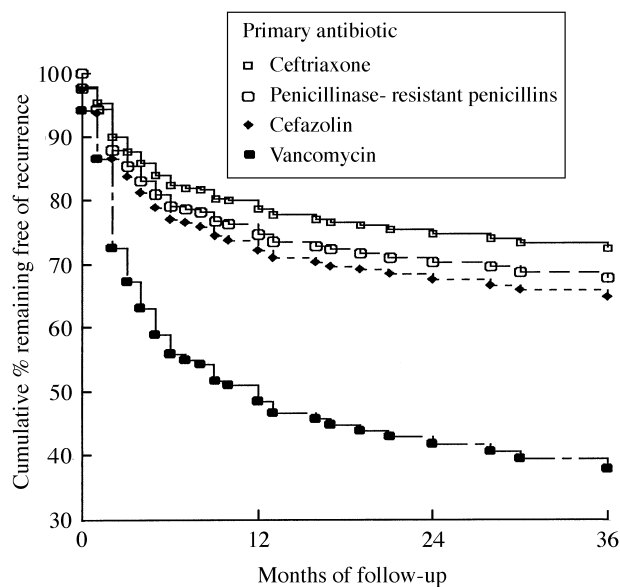 Primary antibiotic
Ceftriaxone
Penicillinase- resistant penicillins
Cefazolin
Vancomycin
100
90
80
70
60
50
40
30
Cumulative % remaining free of recurrence
0
12
24
36
Months of follow-up